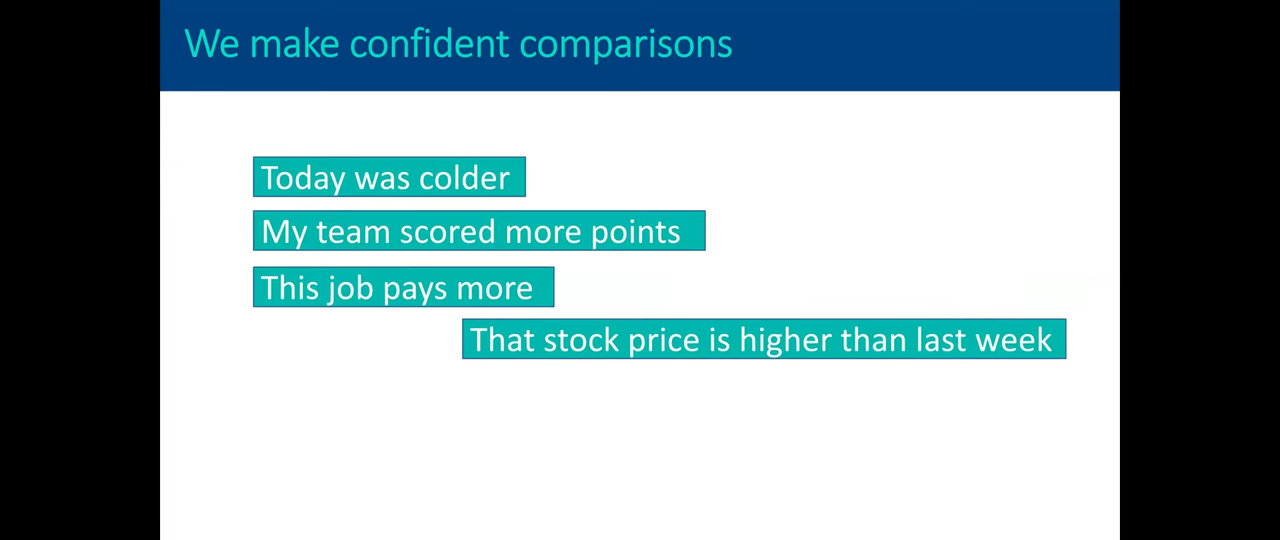 We make confident comparisons
Today was colder
My team scored more points
This job pays more
That stock price is higher than last week